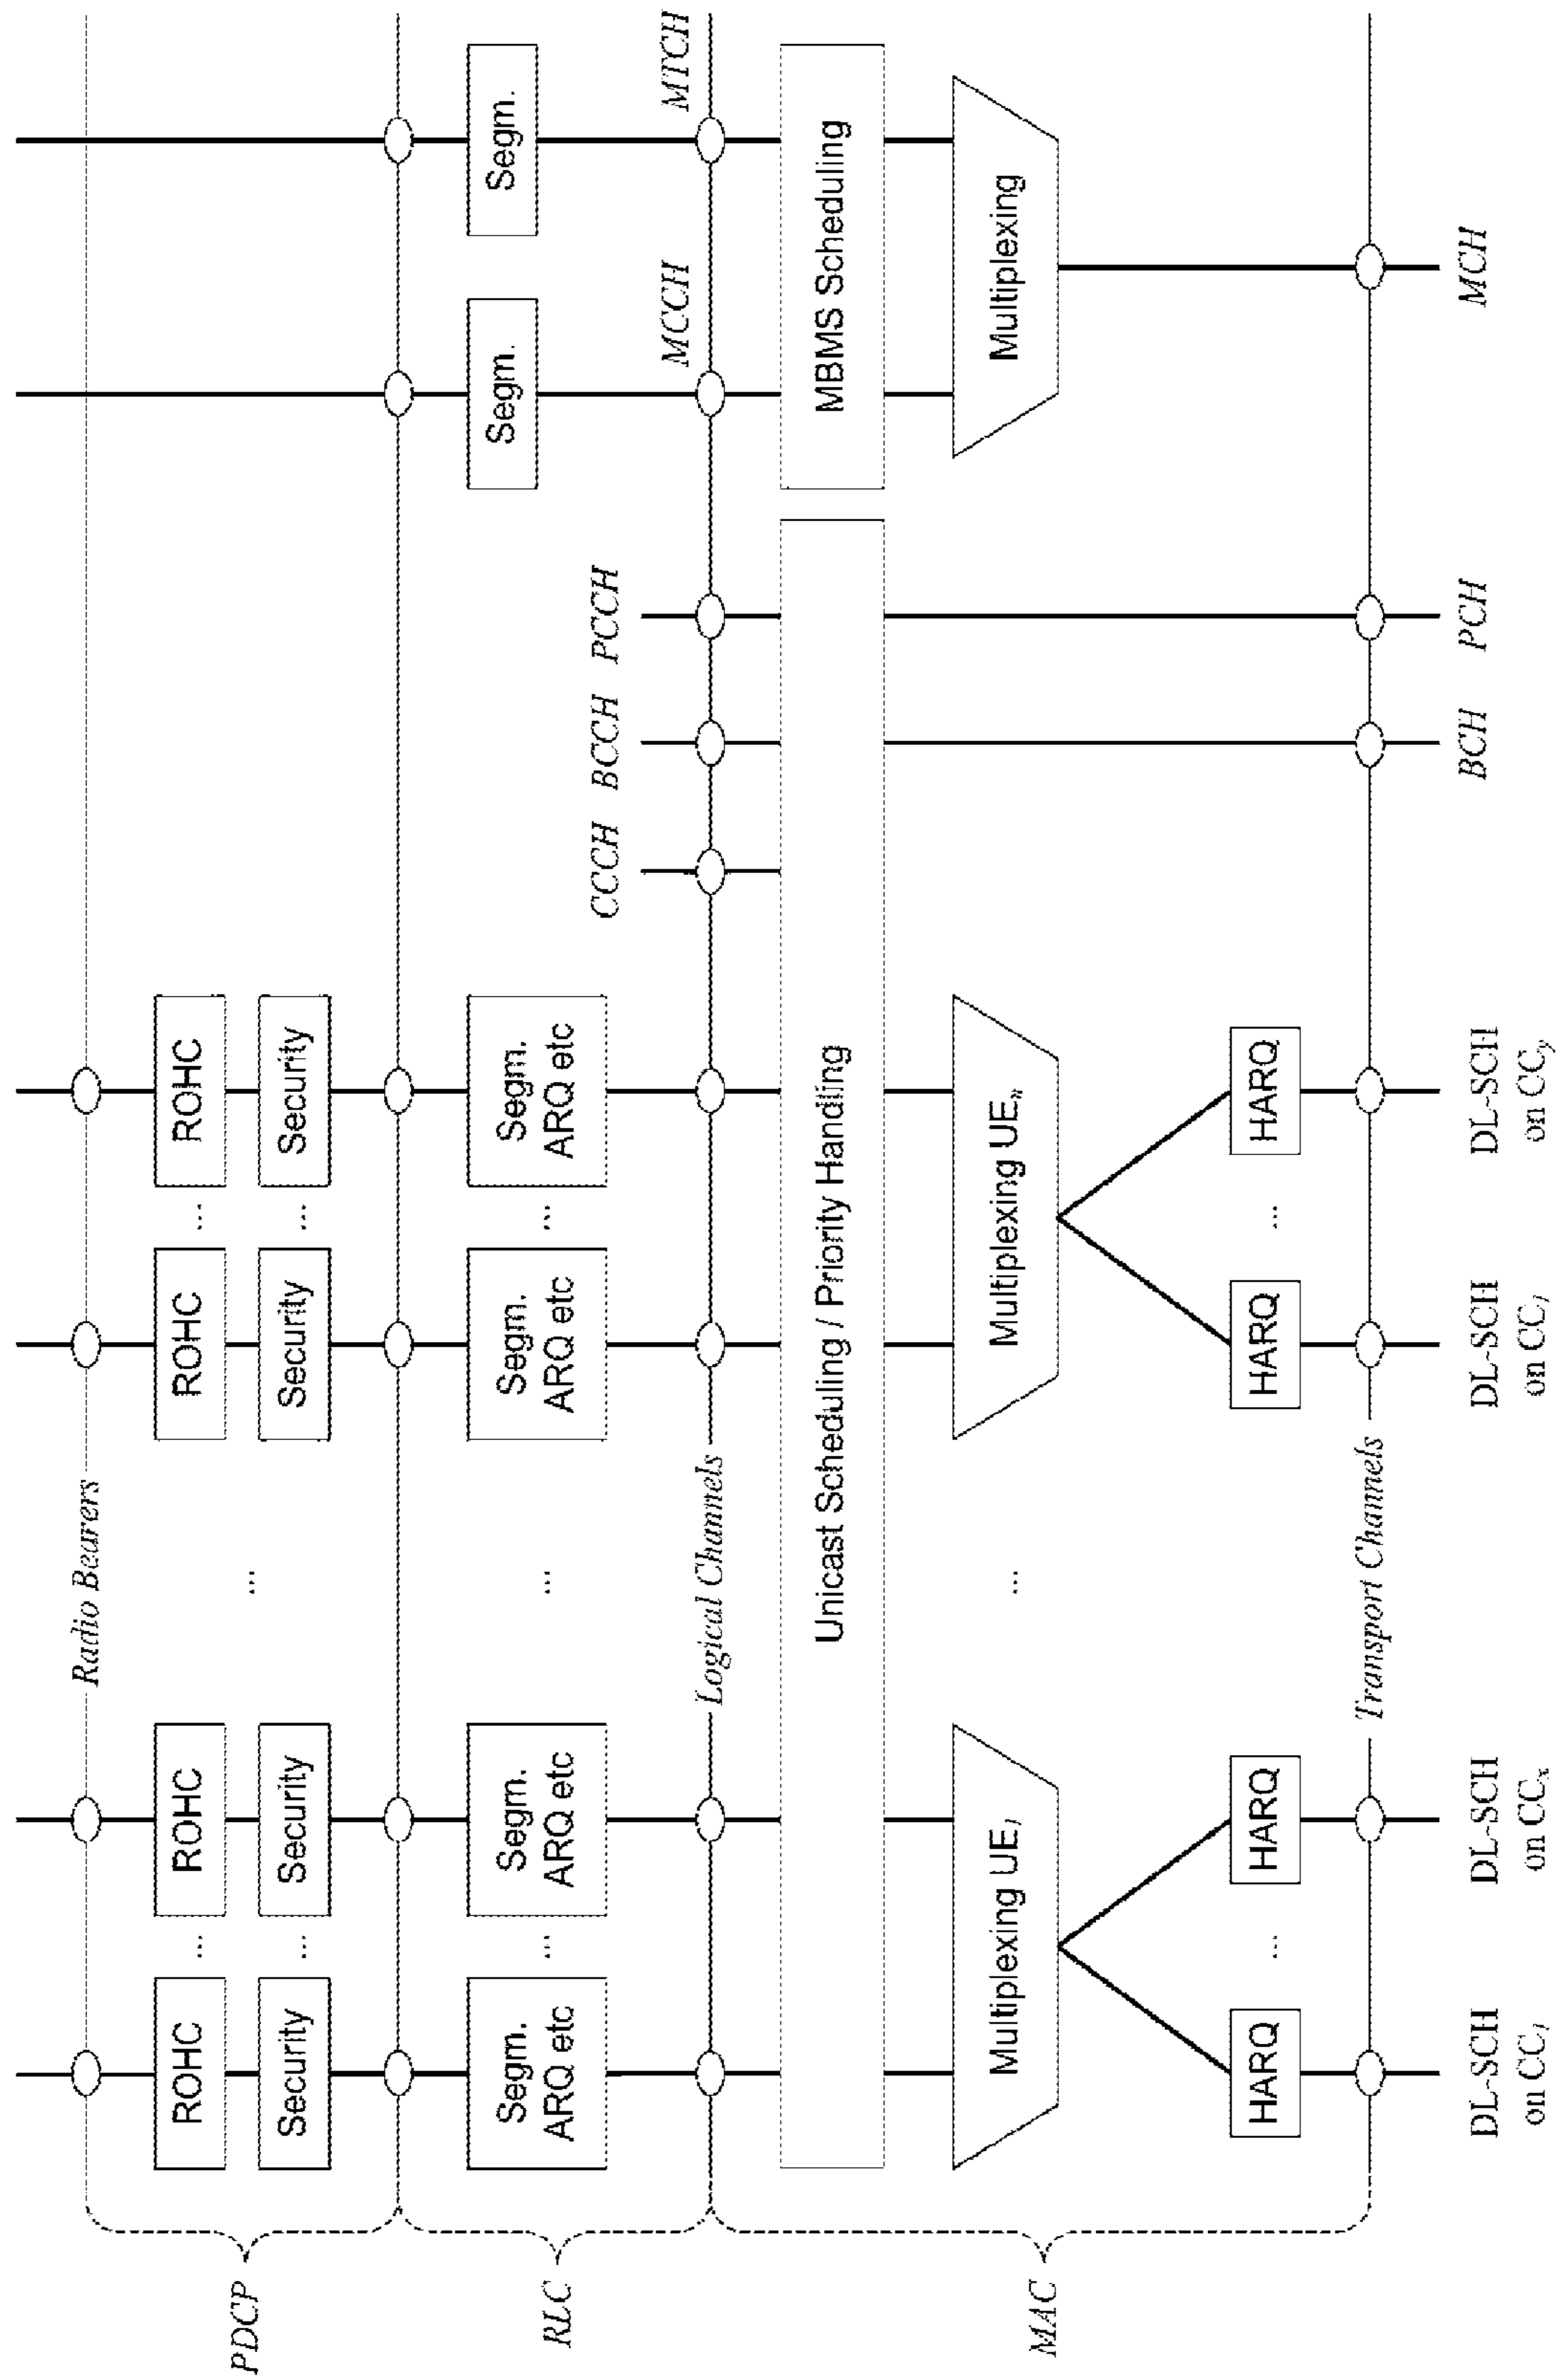 Radio Bearers
PDCP
ROHC
...
ROHC
...
ROHC
...
ROHC
Security
...
Security
Security
...
Security
RLC
Segm.
ARQ etc
...
Segm.
ARQ etc
...
Segm.
ARQ etc
...
Segm.
ARQ etc
Segm.
Segm.
CCCH
BCCH
PCCH
MCCH
MTCH
Logical Channels
MAC
Unicast Scheduling / Priority Handling
MBMS Scheduling
Multiplexing UE₁
...
Multiplexing UEₙ
Multiplexing
HARQ
...
HARQ
HARQ
...
HARQ
Transport Channels
DL-SCH
on CC₁
DL-SCH
on CCₓ
DL-SCH
on CC₁
DL-SCH
on CCy
BCH
PCH
MCH